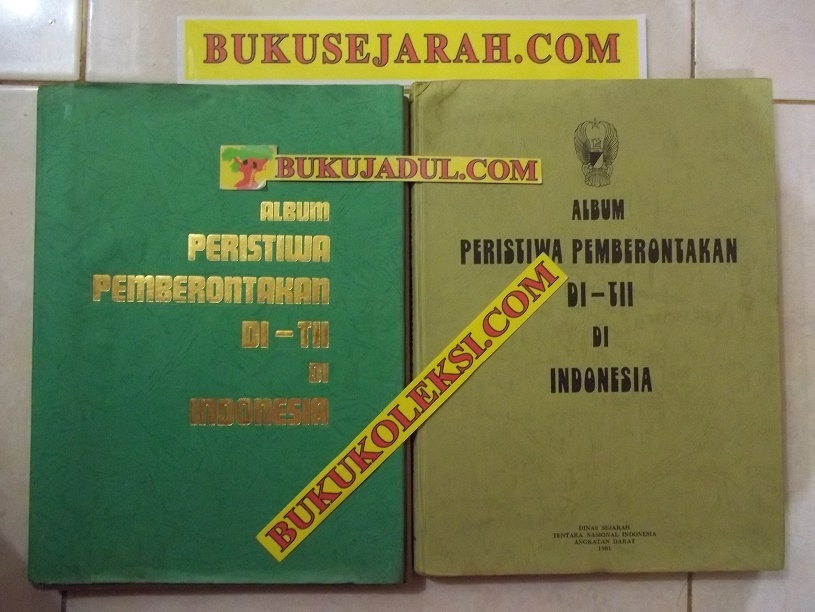 BUKUSEJARAH.COM
BUKUJADUL.COM
ALBUM
PERISTIWA
PEMBERONTAKAN
DI – TII
DI
INDONESIA
ALBUM
PERISTIWA PEMBERONTAKAN
DI – TII
DI
INDONESIA
DINAS SEJARAH
TENTARA NASIONAL INDONESIA
ANGKATAN DARAT
1981
BUKUKOLEKSI.COM